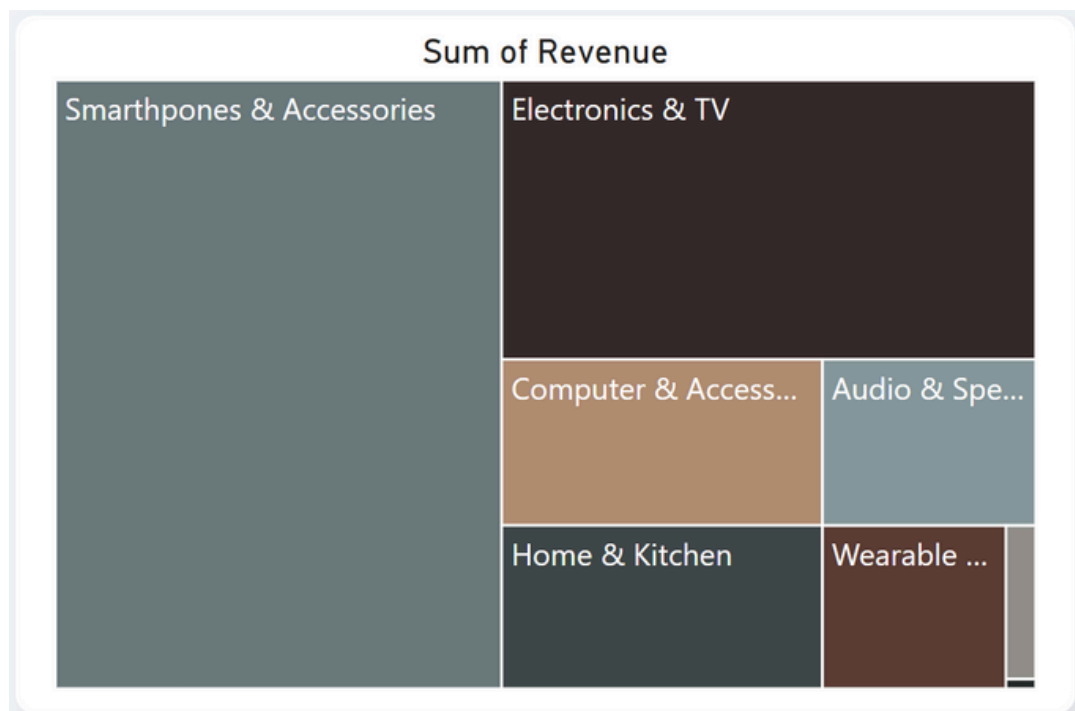 Sum of Revenue
Smarthpones & Accessories
Electronics & TV
Computer & Access...
Audio & Spe...
Home & Kitchen
Wearable ...